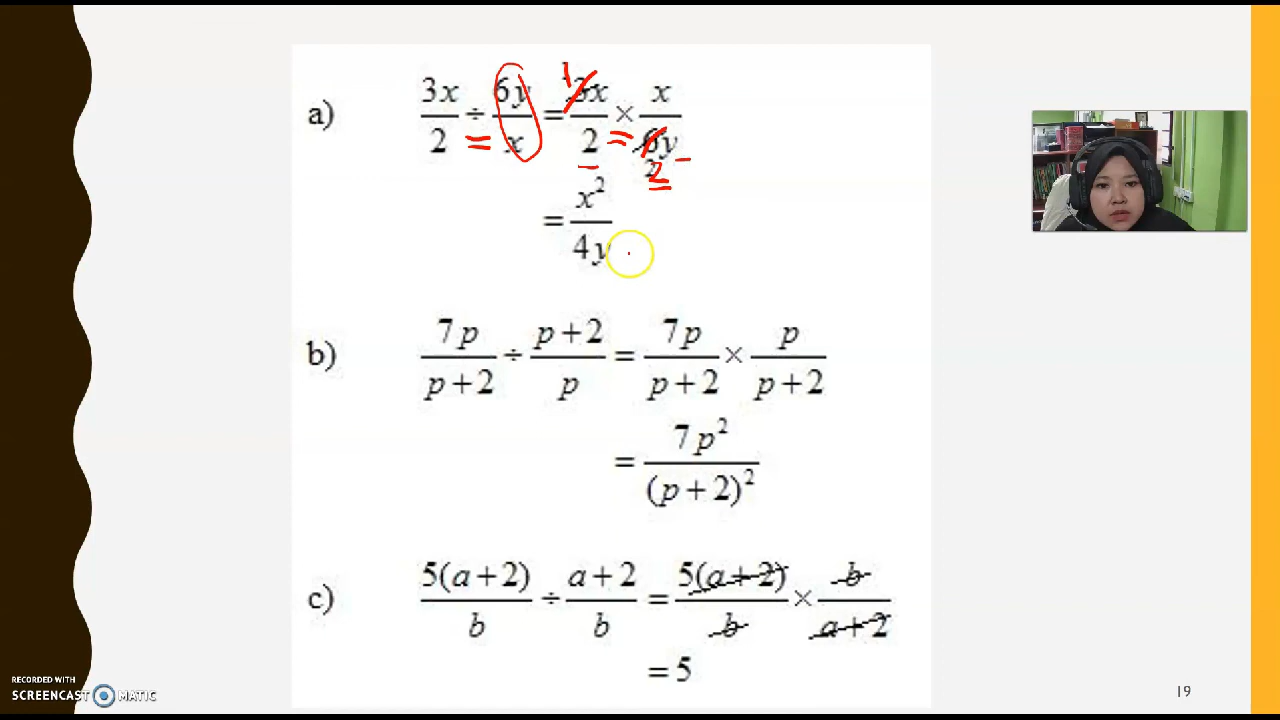 a) 3x/2 ÷ 6y/x = 3x/2 × x/6y
1 2
= x²/4y
b) 7p/p+2 ÷ p+2/p = 7p/p+2 × p/p+2
= 7p²/(p+2)²
c) 5(a+2)/b ÷ a+2/b = 5(a+2)/b × b/a+2
= 5
RECORDED WITH
SCREENCAST MATIC
19